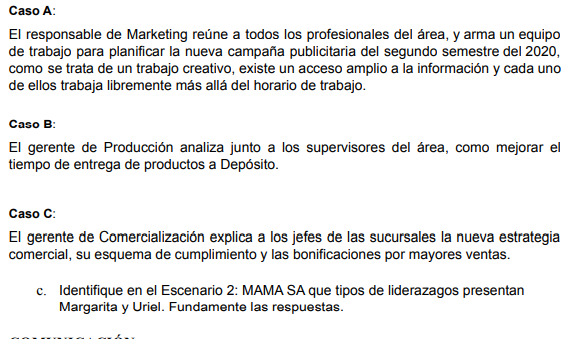 Caso A:
El responsable de Marketing reúne a todos los profesionales del área, y arma un equipo
de trabajo para planificar la nueva campaña publicitaria del segundo semestre del 2020,
como se trata de un trabajo creativo, existe un acceso amplio a la información y cada uno
de ellos trabaja libremente más allá del horario de trabajo.
Caso B:
El gerente de Producción analiza junto a los supervisores del área, como mejorar el
tiempo de entrega de productos a Depósito.
Caso C:
El gerente de Comercialización explica a los jefes de las sucursales la nueva estrategia
comercial, su esquema de cumplimiento y las bonificaciones por mayores ventas.
c. Identifique en el Escenario 2: MAMA SA que tipos de liderazagos presentan
Margarita y Uriel. Fundamente las respuestas.